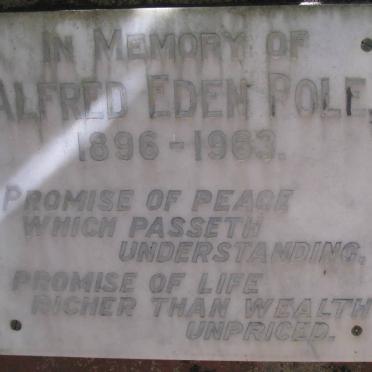 IN MEMORY OF
ALFRED EDEN POLE,
1896 - 1963.
PROMISE OF PEACE
WHICH PASSETH
UNDERSTANDING,
PROMISE OF LIFE
RICHER THAN WEALTH
UNPRICED.